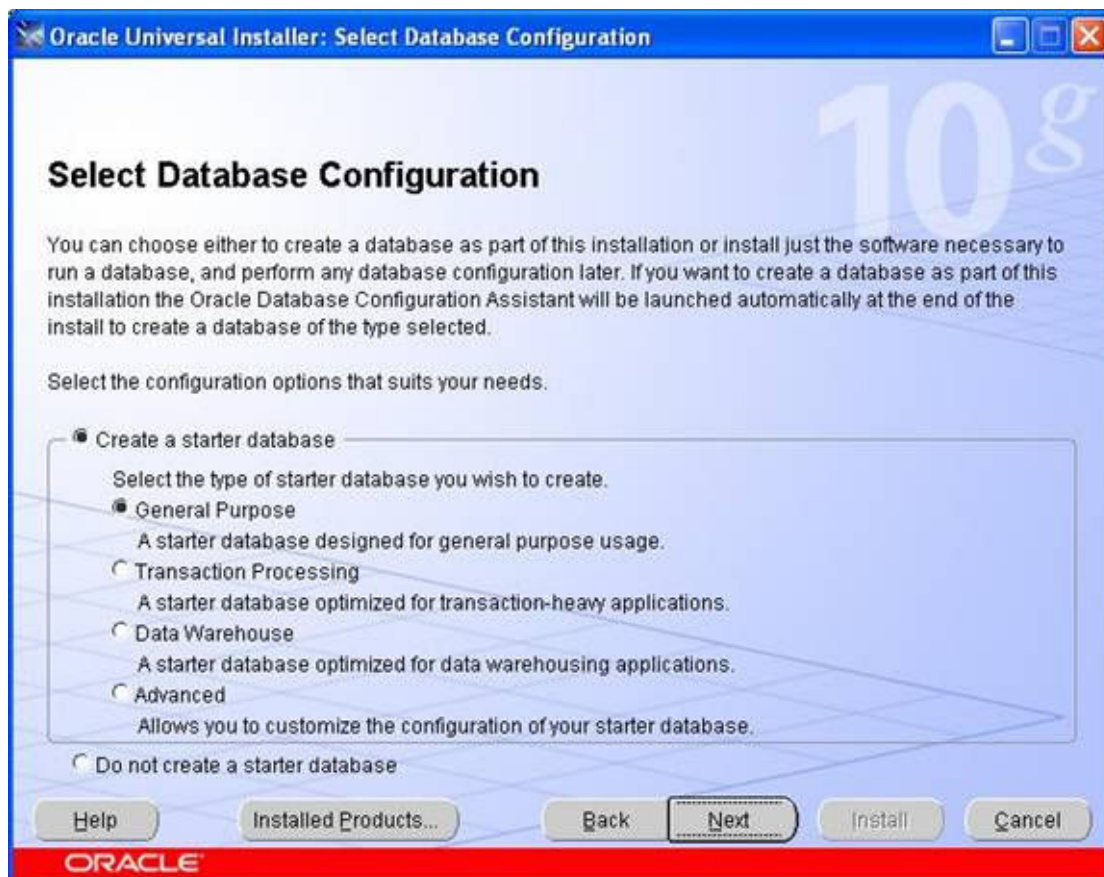 Oracle Universal Installer: Select Database Configuration
10g
Select Database Configuration
You can choose either to create a database as part of this installation or install just the software necessary to
run a database, and perform any database configuration later. If you want to create a database as part of this
installation the Oracle Database Configuration Assistant will be launched automatically at the end of the
install to create a database of the type selected.
Select the configuration options that suits your needs.
Create a starter database
Select the type of starter database you wish to create.
General Purpose
A starter database designed for general purpose usage.
Transaction Processing
A starter database optimized for transaction-heavy applications.
Data Warehouse
A starter database optimized for data warehousing applications.
Advanced
Allows you to customize the configuration of your starter database.
Do not create a starter database
Help Installed Products... Back Next Install Cancel
ORACLE